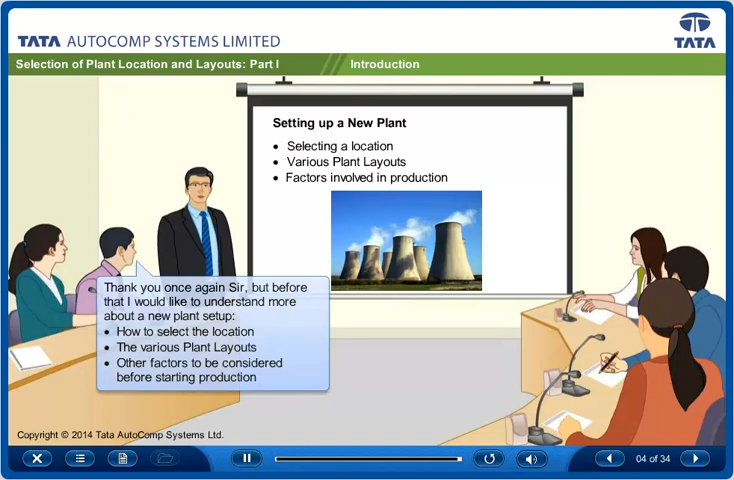 TATA AUTOCOMP SYSTEMS LIMITED
TATA
Selection of Plant Location and Layouts: Part I
Introduction
Setting up a New Plant
• Selecting a location
• Various Plant Layouts
• Factors involved in production
Thank you once again Sir, but before
that I would like to understand more
about a new plant setup:
• How to select the location
• The various Plant Layouts
• Other factors to be considered
before starting production
Copyright © 2014 Tata AutoComp Systems Ltd.
04 of 34